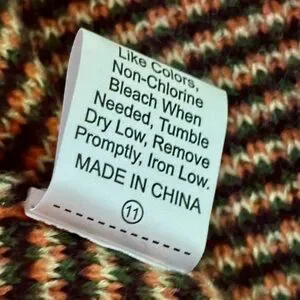 Like Colors,
Non-Chlorine
Bleach When
Needed, Tumble
Dry Low, Remove
Promptly, Iron Low.
MADE IN CHINA
11